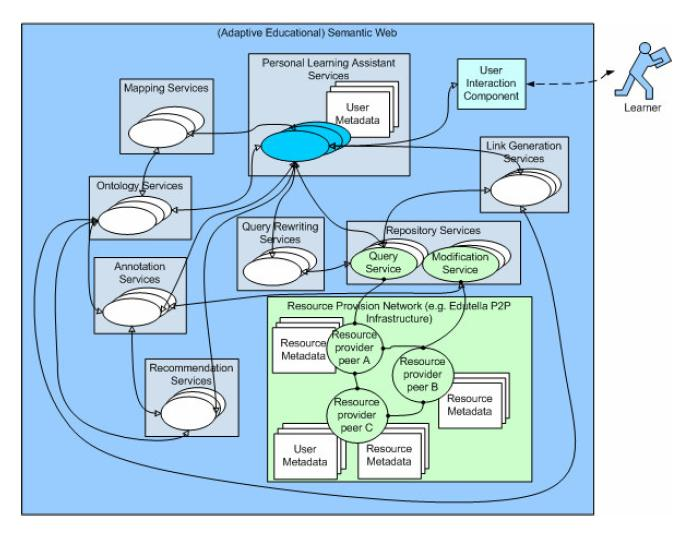 (Adaptive Educational) Semantic Web
Personal Learning Assistant
Services
User
Metadata
User
Interaction
Component
Learner
Mapping Services
Link Generation
Services
Ontology Services
Query Rewriting
Services
Repository Services
Query
Service
Modification
Service
Annotation
Services
Resource Provision Network (e.g. Edutella P2P
Infrastructure)
Resource
Metadata
Resource
provider
peer A
Resource
provider
peer B
Resource
Metadata
Recommendation
Services
Resource
provider
peer C
User
Metadata
Resource
Metadata